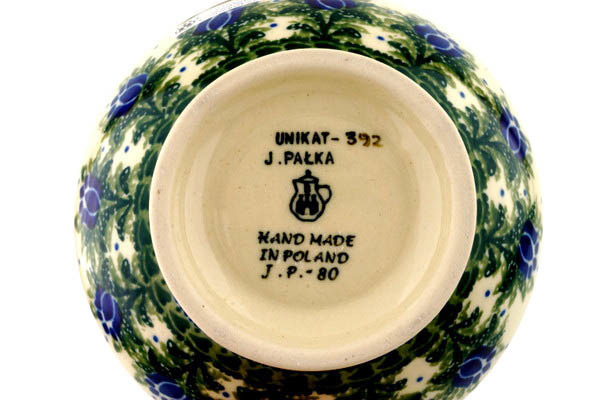 UNIKAT-392
J.PAŁKA
HAND MADE
IN POLAND
J.P.-80